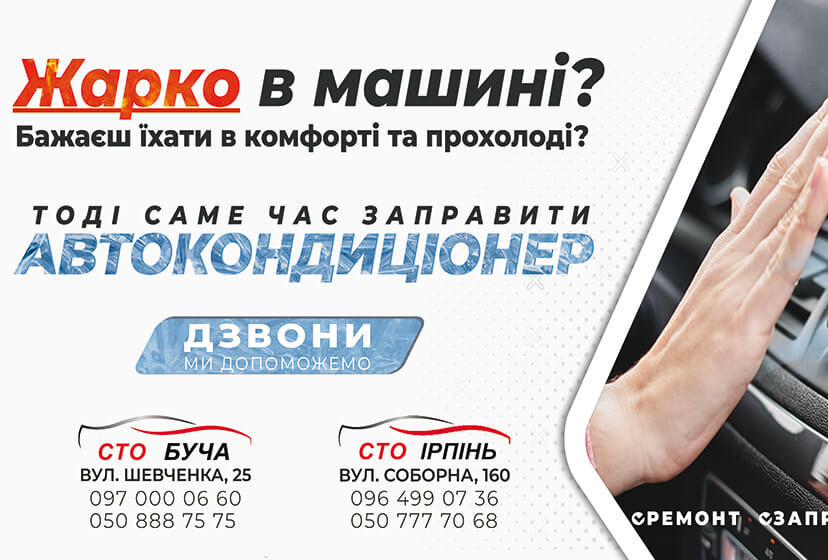 Жарко в машині?
Бажаєш їхати в комфорті та прохолоді?
ТОДІ САМЕ ЧАС ЗАПРАВИТИ
АВТОКОНДИЦІОНЕР
ДЗВОНИ
МИ ДОПОМОЖЕМО
СТО БУЧА
ВУЛ. ШЕВЧЕНКА, 25
097 000 06 60
050 888 75 75
СТО ІРПІНЬ
ВУЛ. СОБОРНА, 160
096 499 07 36
050 777 70 68
РЕМОНТ